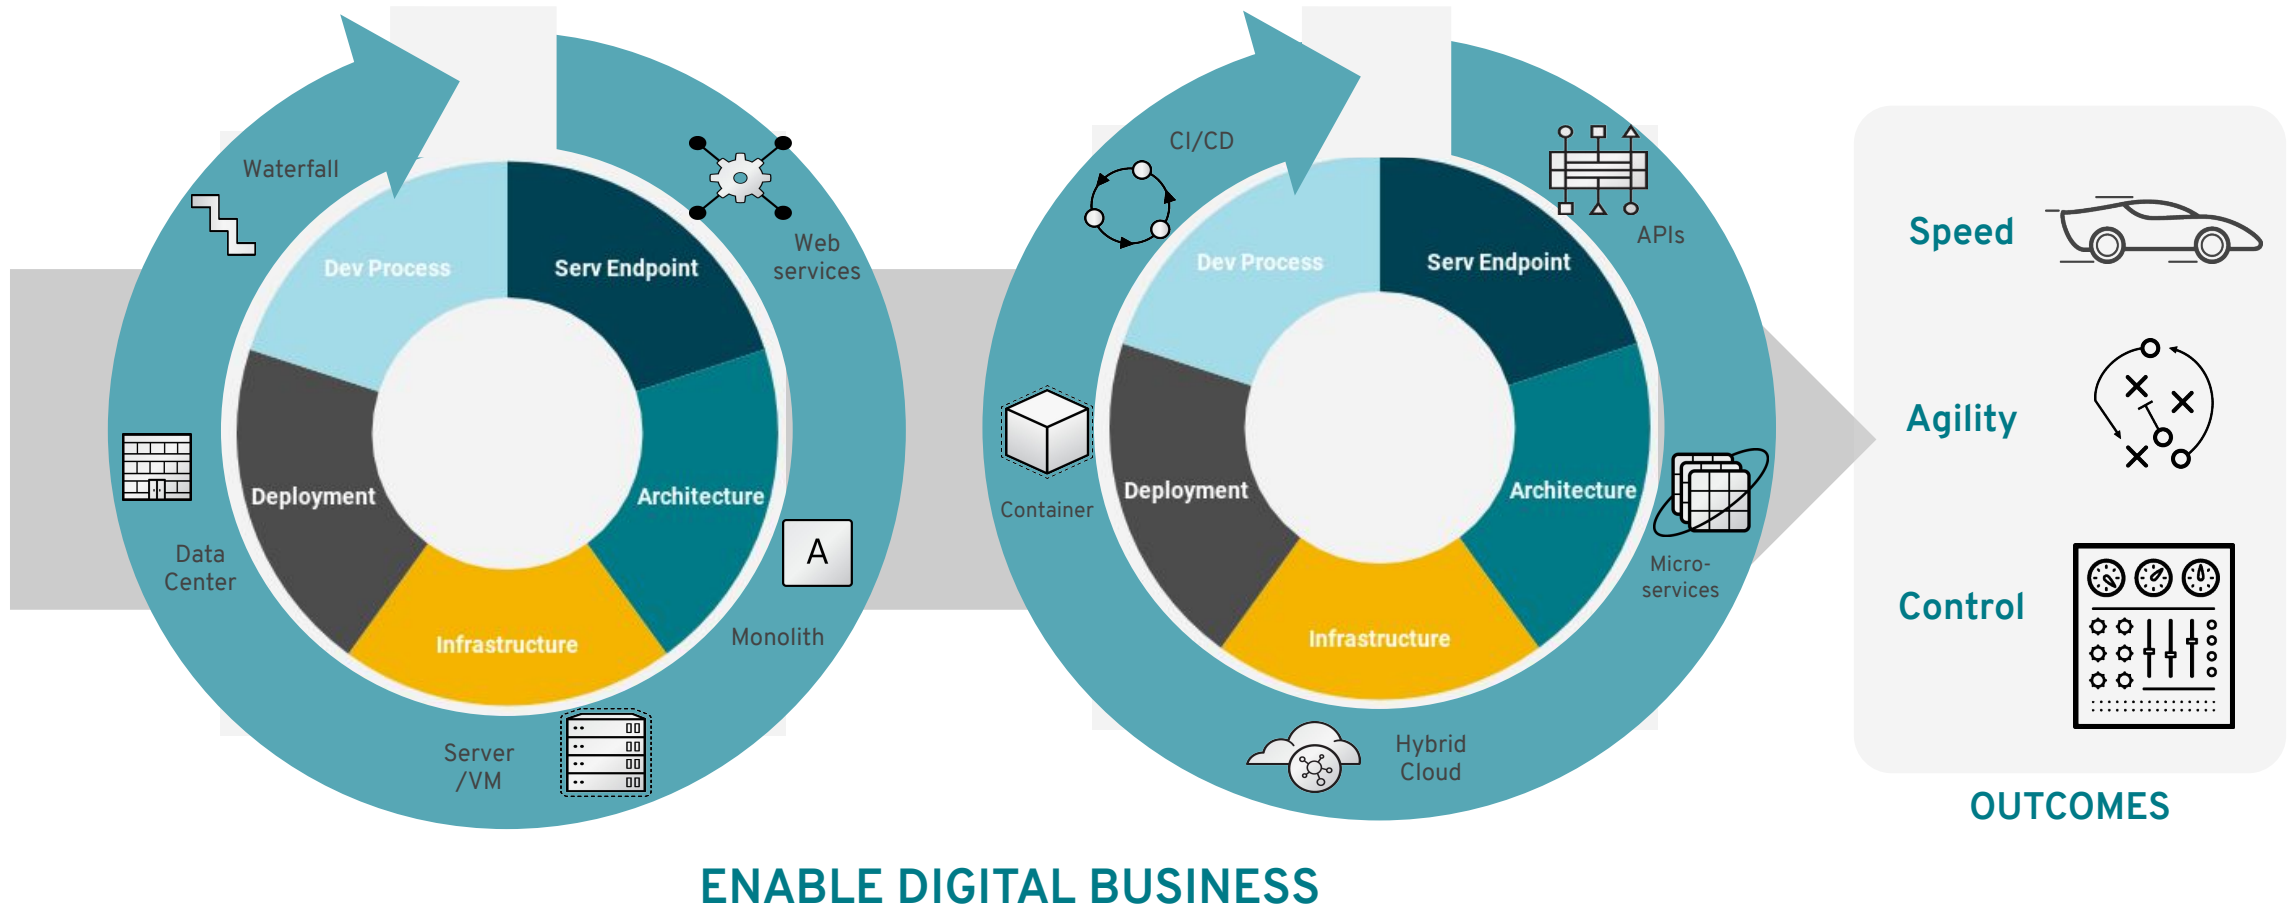 Waterfall
Web
services
Dev Process
Serv Endpoint
Deployment
Architecture
Infrastructure
Data
Center
A
Monolith
Server
/VM
CI/CD
APIs
Dev Process
Serv Endpoint
Deployment
Architecture
Infrastructure
Container
Micro-
services
Hybrid
Cloud
Speed
Agility
Control
OUTCOMES
ENABLE DIGITAL BUSINESS